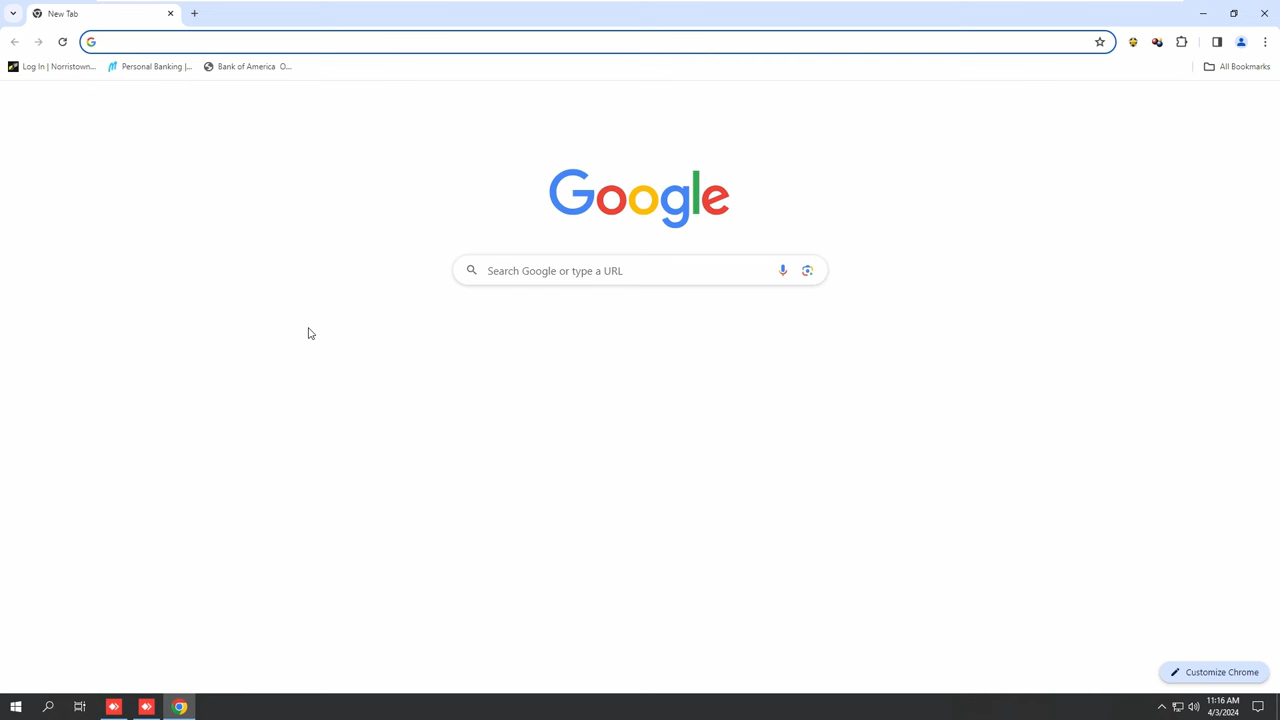 New Tab
Log In | Norristown...
Personal Banking |...
Bank of America O...
All Bookmarks
Google
Search Google or type a URL
Customize Chrome
11:16 AM
4/3/2024